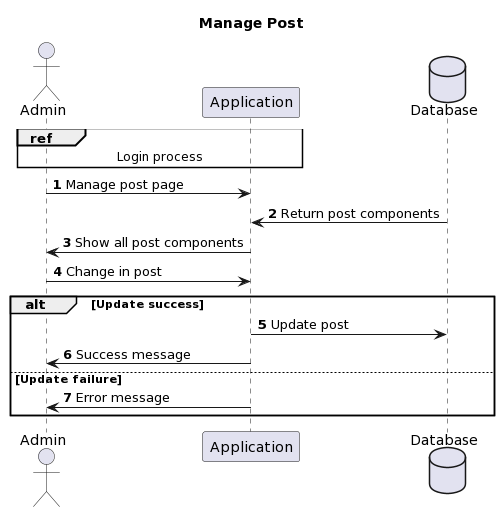 Manage Post
Admin
Application
Database
ref
Login process
1 Manage post page
2 Return post components
3 Show all post components
4 Change in post
alt [Update success]
5 Update post
6 Success message
[Update failure]
7 Error message
Admin
Application
Database